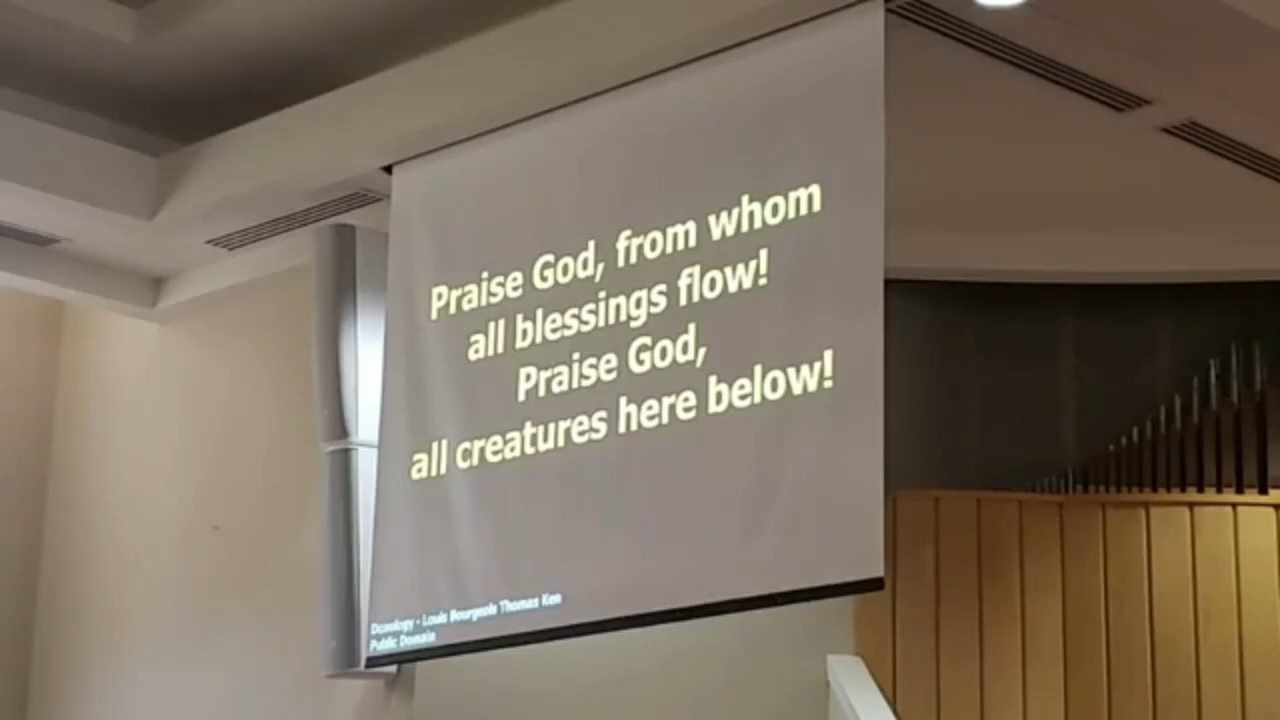 Praise God, from whom
all blessings flow!
Praise God,
all creatures here below!
Doxology - Louis Bourgeois Thomas Ken
Public Domain